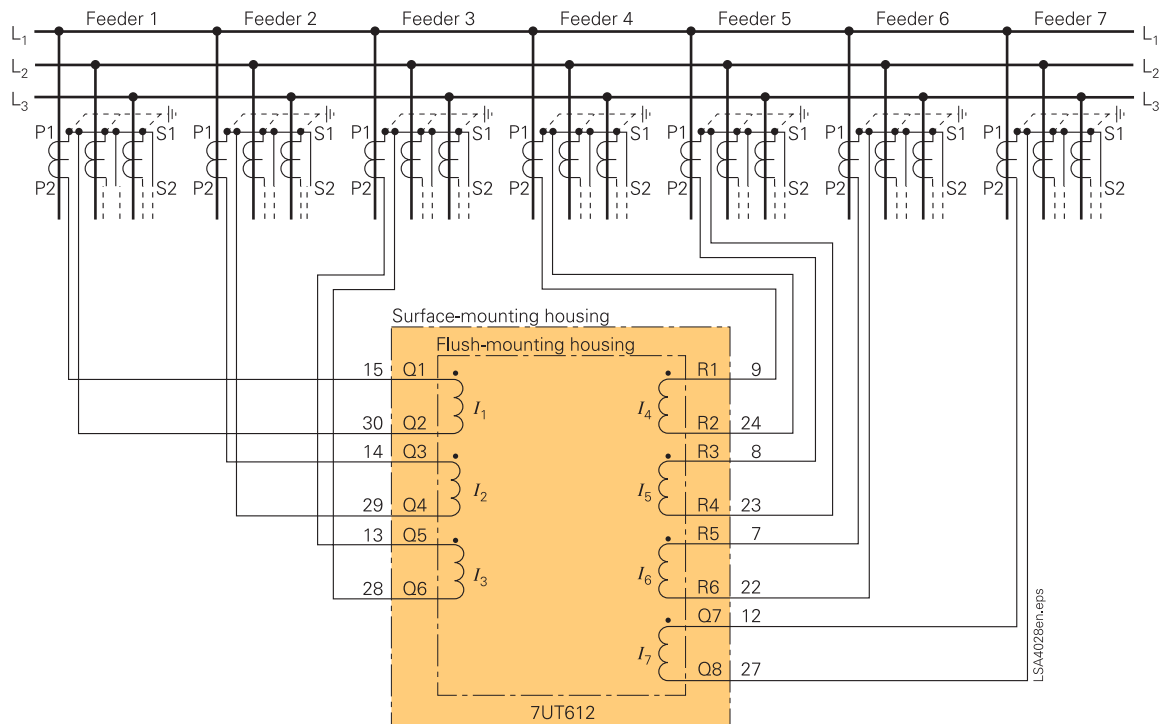 Feeder 1 Feeder 2 Feeder 3 Feeder 4 Feeder 5 Feeder 6 Feeder 7
L1 L1
L2 L2
L3 L3
P1 S1 P1 S1 P1 S1 P1 S1 P1 S1 P1 S1 P1 S1
P2 S2 P2 S2 P2 S2 P2 S2 P2 S2 P2 S2 P2 S2
Surface-mounting housing
Flush-mounting housing
15 Q1 R1 9
I1 I4
30 Q2 R2 24
14 Q3 R3 8
I2 I5
29 Q4 R4 23
13 Q5 R5 7
I3 I6
28 Q6 R6 22
Q7 12
I7
Q8 27
7UT612
LSA4028en.eps